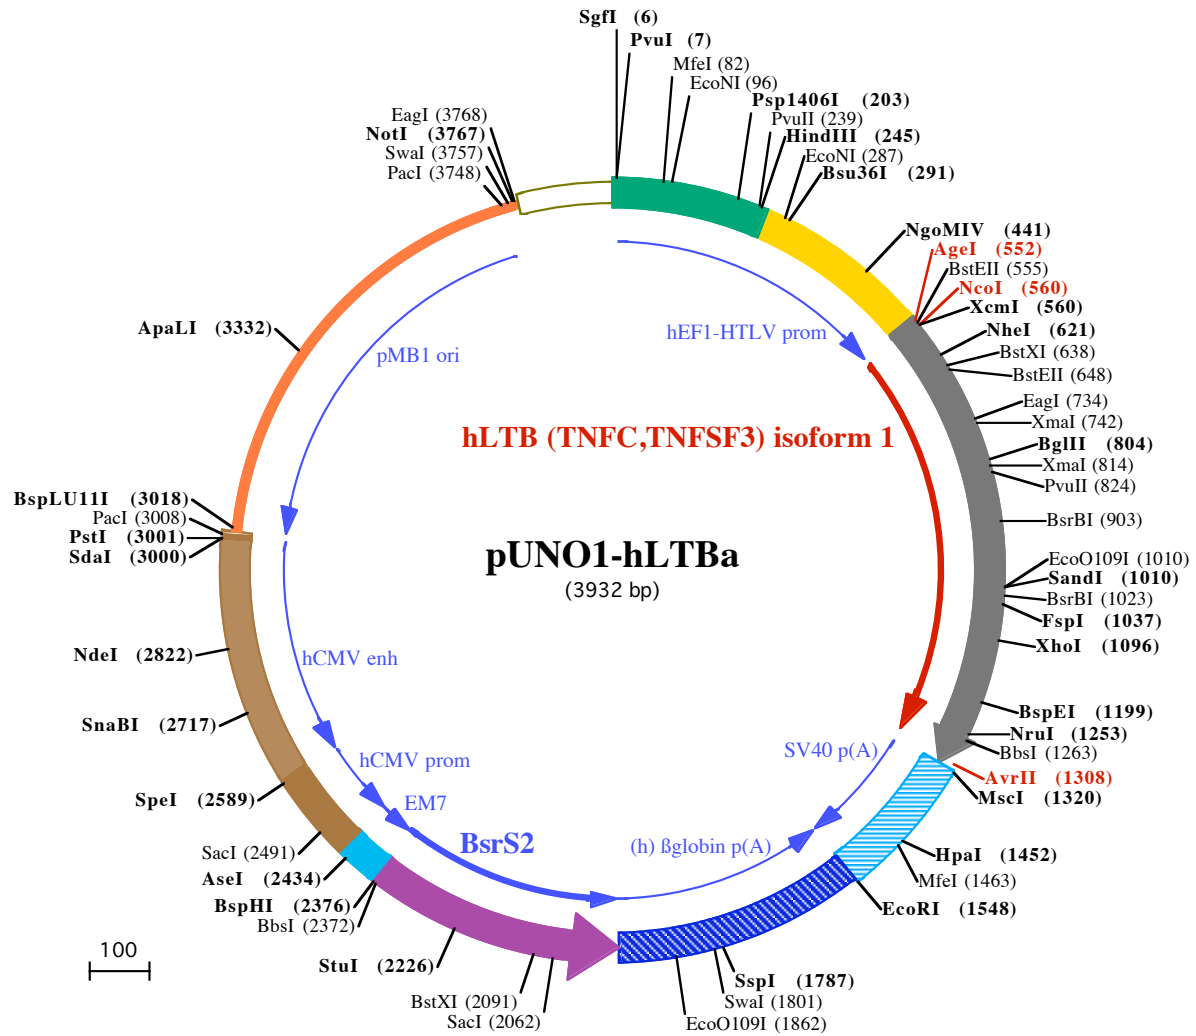 SgfI (6)
PvuI (7)
MfeI (82)
EcoNI (96)
Psp1406I (203)
PvuII (239)
HindIII (245)
EcoNI (287)
Bsu36I (291)
NgoMIV (441)
AgeI (552)
BstEII (555)
NcoI (560)
XcmI (560)
NheI (621)
BstXI (638)
BstEII (648)
EagI (734)
XmaI (742)
BglII (804)
XmaI (814)
PvuII (824)
BsrBI (903)
EcoO109I (1010)
SandI (1010)
BsrBI (1023)
FspI (1037)
XhoI (1096)
BspEI (1199)
NruI (1253)
BbsI (1263)
AvrII (1308)
MscI (1320)
HpaI (1452)
MfeI (1463)
EcoRI (1548)
SspI (1787)
SwaI (1801)
EcoO109I (1862)
SacI (2062)
BstXI (2091)
StuI (2226)
BbsI (2372)
BspHI (2376)
AseI (2434)
SacI (2491)
SpeI (2589)
SnaBI (2717)
NdeI (2822)
SdaI (3000)
PstI (3001)
PacI (3008)
BspLU11I (3018)
ApaLI (3332)
PacI (3748)
SwaI (3757)
NotI (3767)
EagI (3768)
hEF1-HTLV prom
pMB1 ori
hLTB (TNFC,TNFSF3) isoform 1
pUNO1-hLTBa
(3932 bp)
hCMV enh
hCMV prom
EM7
BsrS2
(h) ßglobin p(A)
SV40 p(A)
100